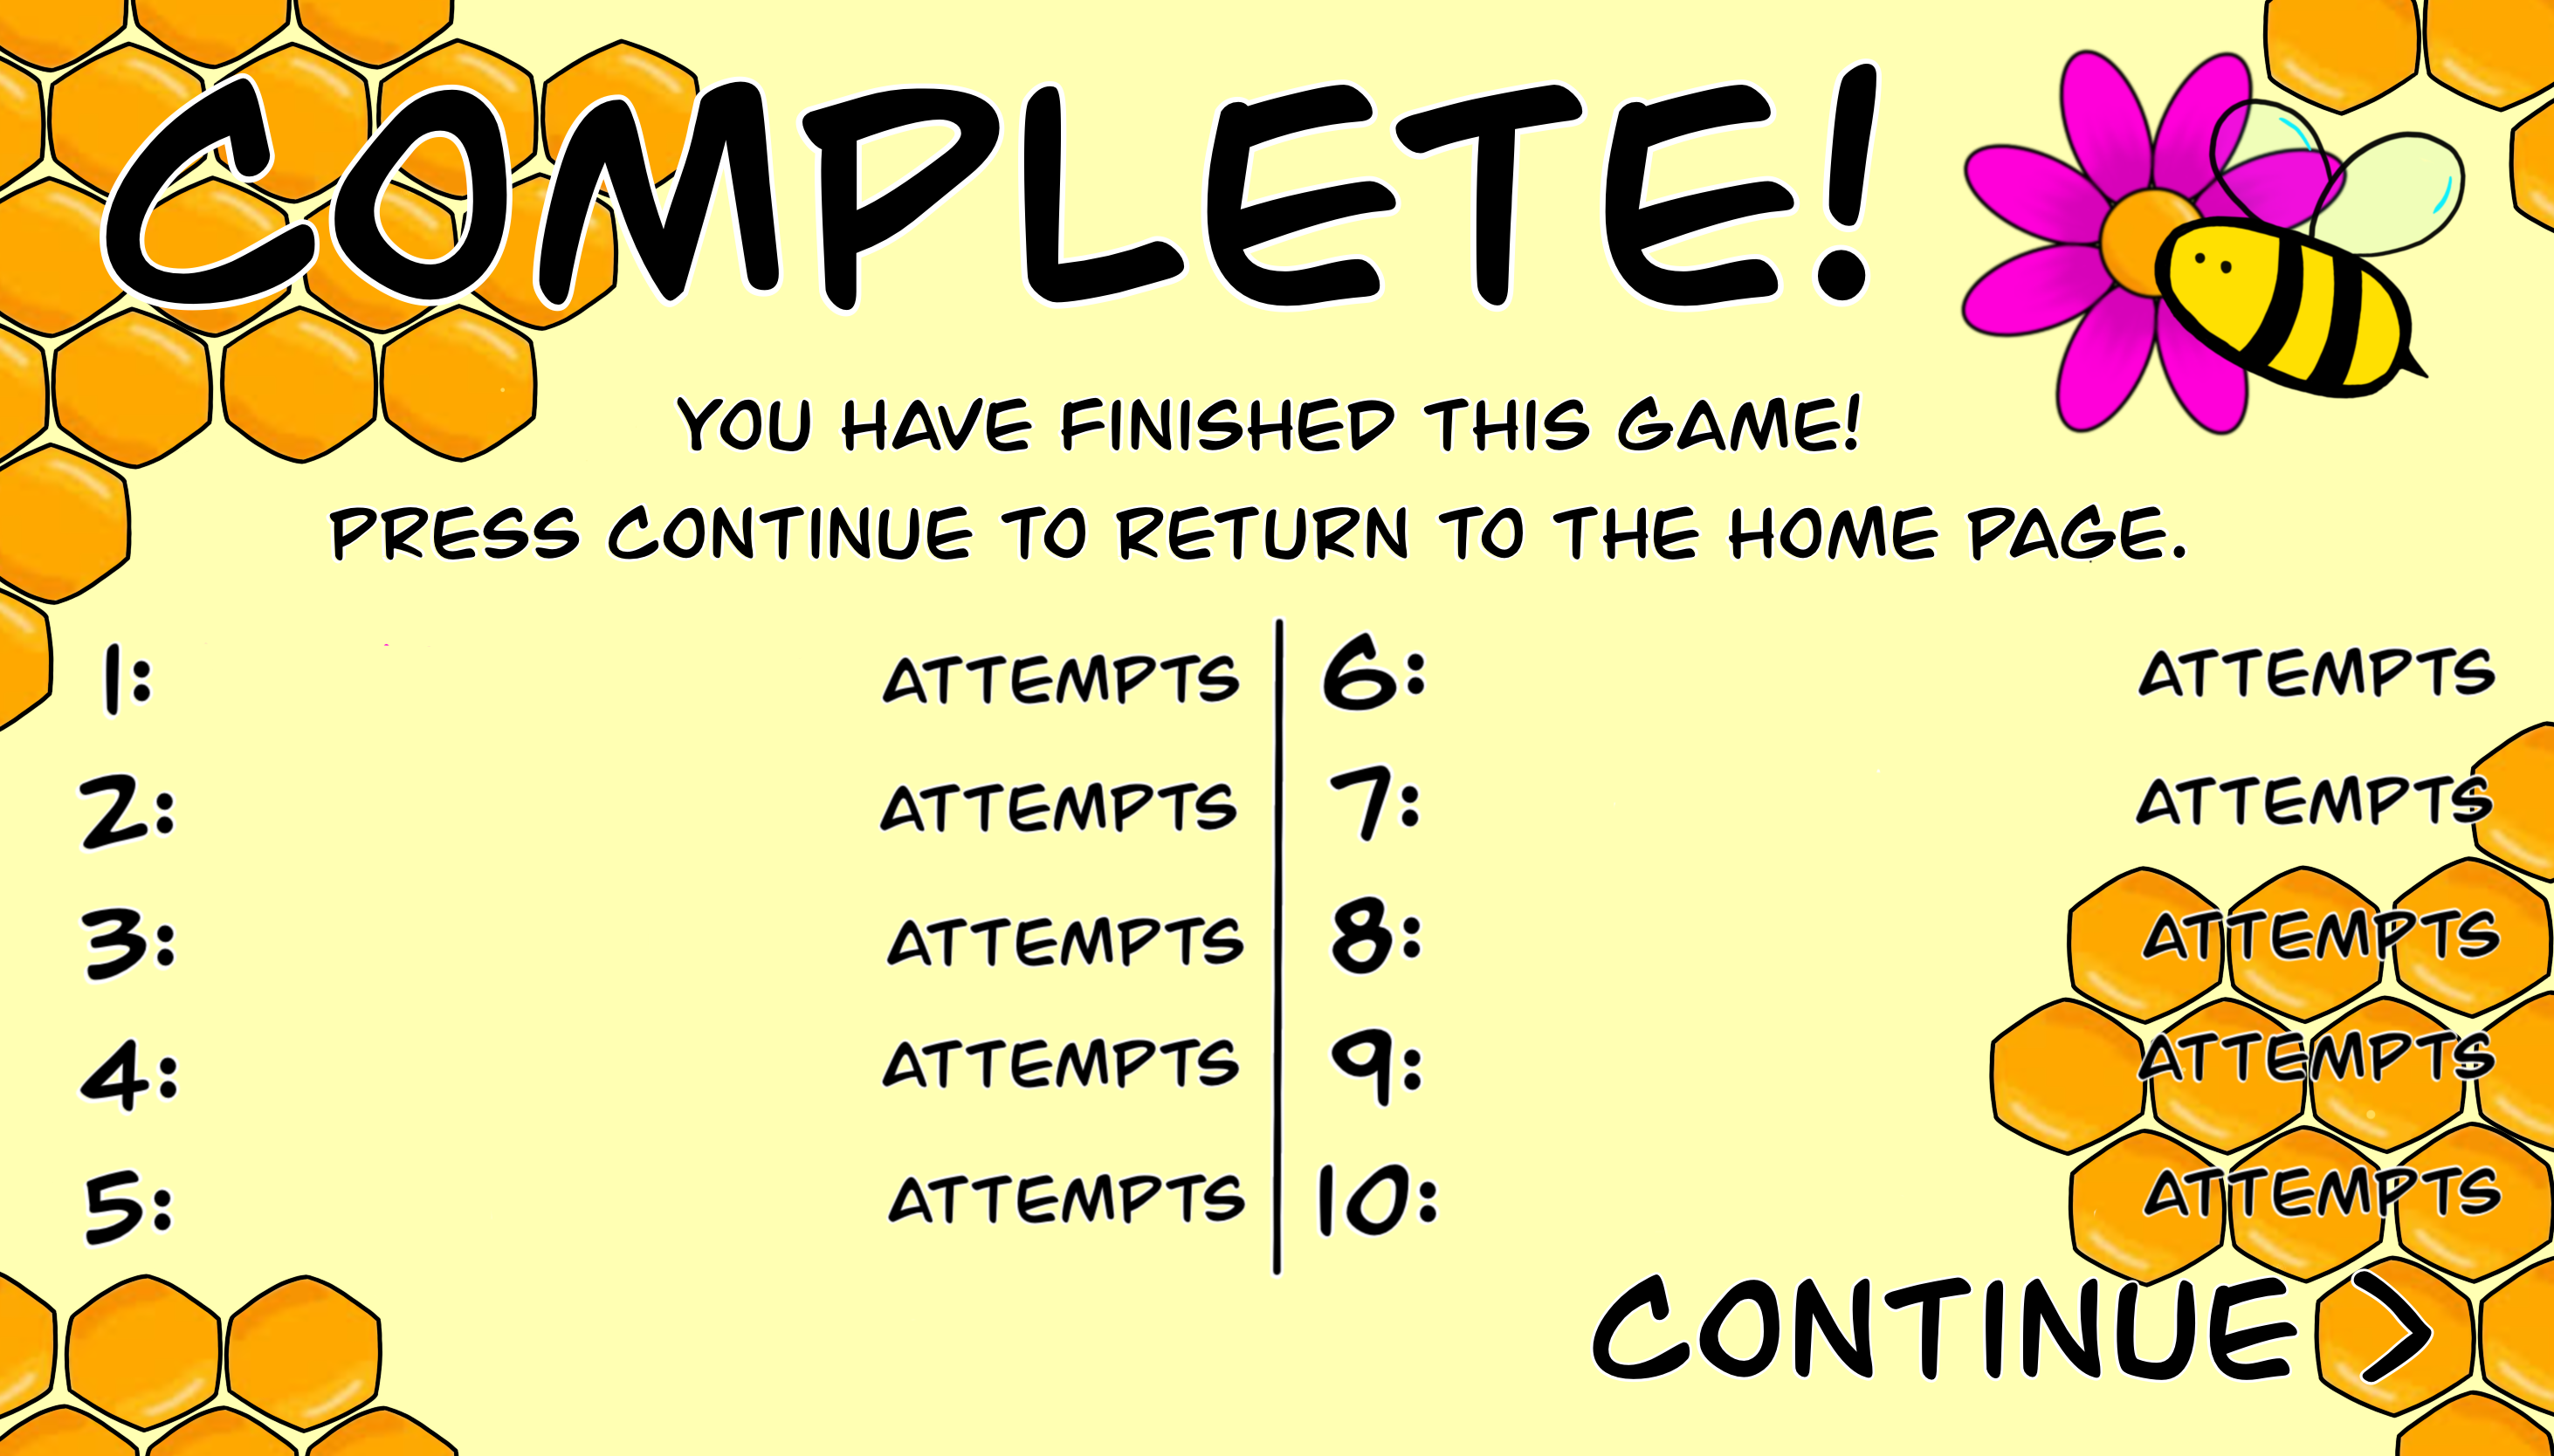 COMPLETE!
YOU HAVE FINISHED THIS GAME!
PRESS CONTINUE TO RETURN TO THE HOME PAGE.
1: ATTEMPTS
2: ATTEMPTS
3: ATTEMPTS
4: ATTEMPTS
5: ATTEMPTS
6: ATTEMPTS
7: ATTEMPTS
8: ATTEMPTS
9: ATTEMPTS
10: ATTEMPTS
CONTINUE >